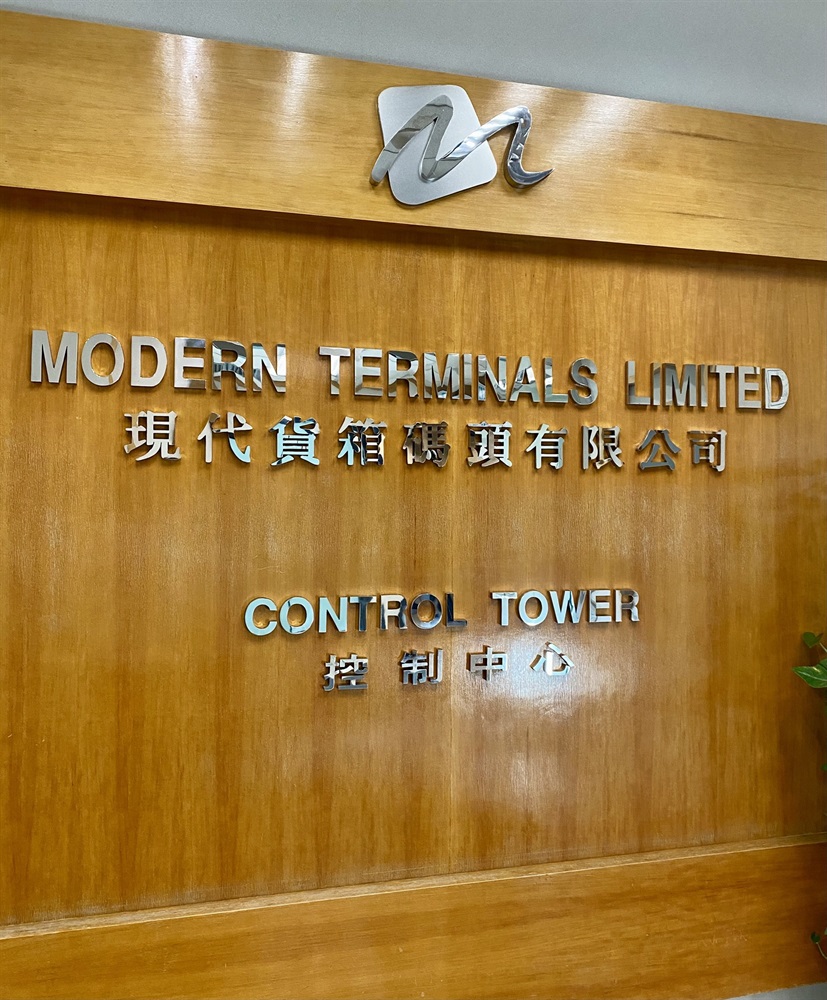 MODERN TERMINALS LIMITED
現代貨箱碼頭有限公司
CONTROL TOWER
控制中心